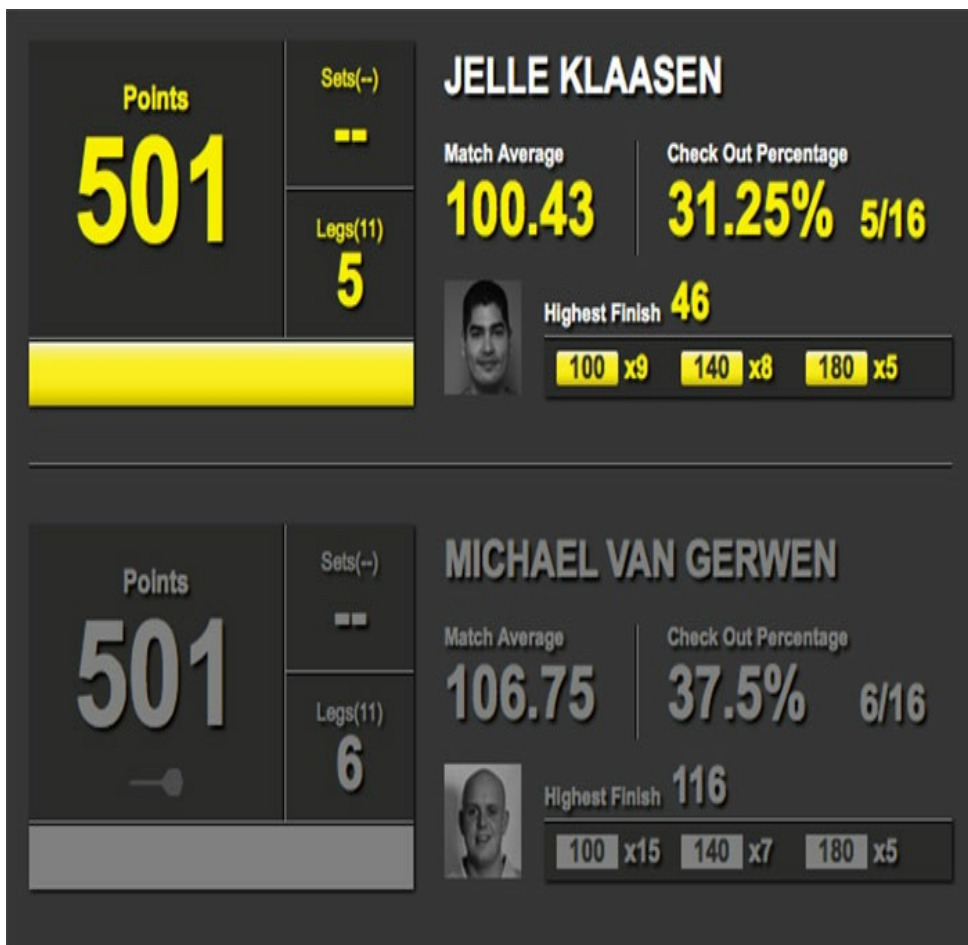 Points
501
Sets(--)
--
Legs(11)
5
JELLE KLAASEN
Match Average
100.43
Check Out Percentage
31.25% 5/16
Highest Finish 46
100 x9 140 x8 180 x5
Points
501
Sets(--)
--
Legs(11)
6
MICHAEL VAN GERWEN
Match Average
106.75
Check Out Percentage
37.5% 6/16
Highest Finish 116
100 x15 140 x7 180 x5